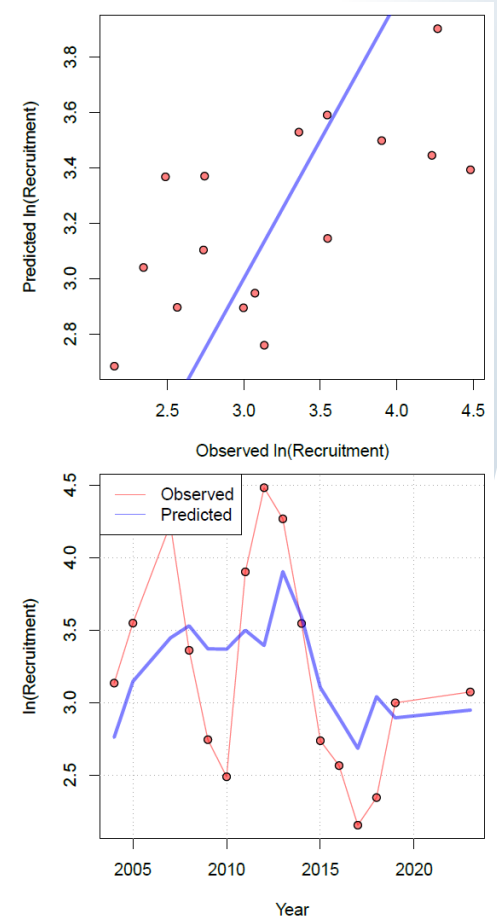 Predicted ln(Recruitment)
3.8
3.6
3.4
3.2
3.0
2.8
2.5 3.0 3.5 4.0 4.5
Observed ln(Recruitment)
ln(Recruitment)
4.5
4.0
3.5
3.0
2.5
Observed
Predicted
2005 2010 2015 2020
Year